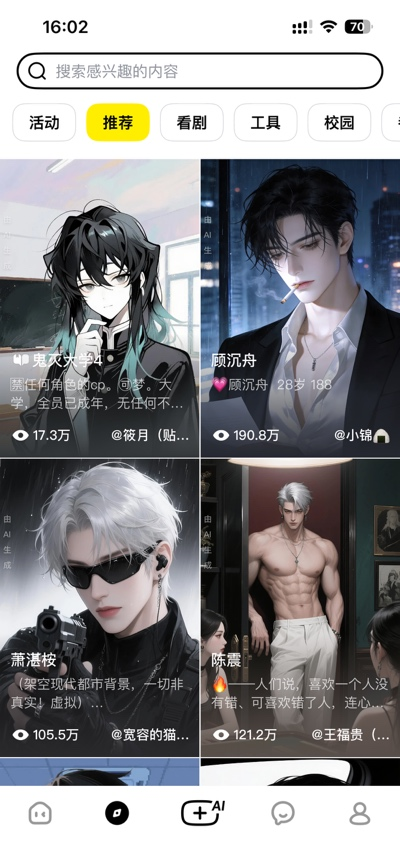 16:02
70
搜索感兴趣的内容
活动
推荐
看剧
工具
校园
由AI生
鬼灭大学4
禁任何角色的cp。可梦。大
学，全员已成年，无任何不...
17.3万
@筱月（贴...
由AI生
顾沉舟
💗顾沉舟 28岁 188
190.8万
@小锦🍙
由AI生成
萧湛桉
（架空现代都市背景，一切非
真实！虚拟）...
105.5万
@宽容的猫...
由AI生成
陈震
🔥——人们说，喜欢一个人没
有错、可喜欢错了人，连心...
121.2万
@王福贵（...
AI